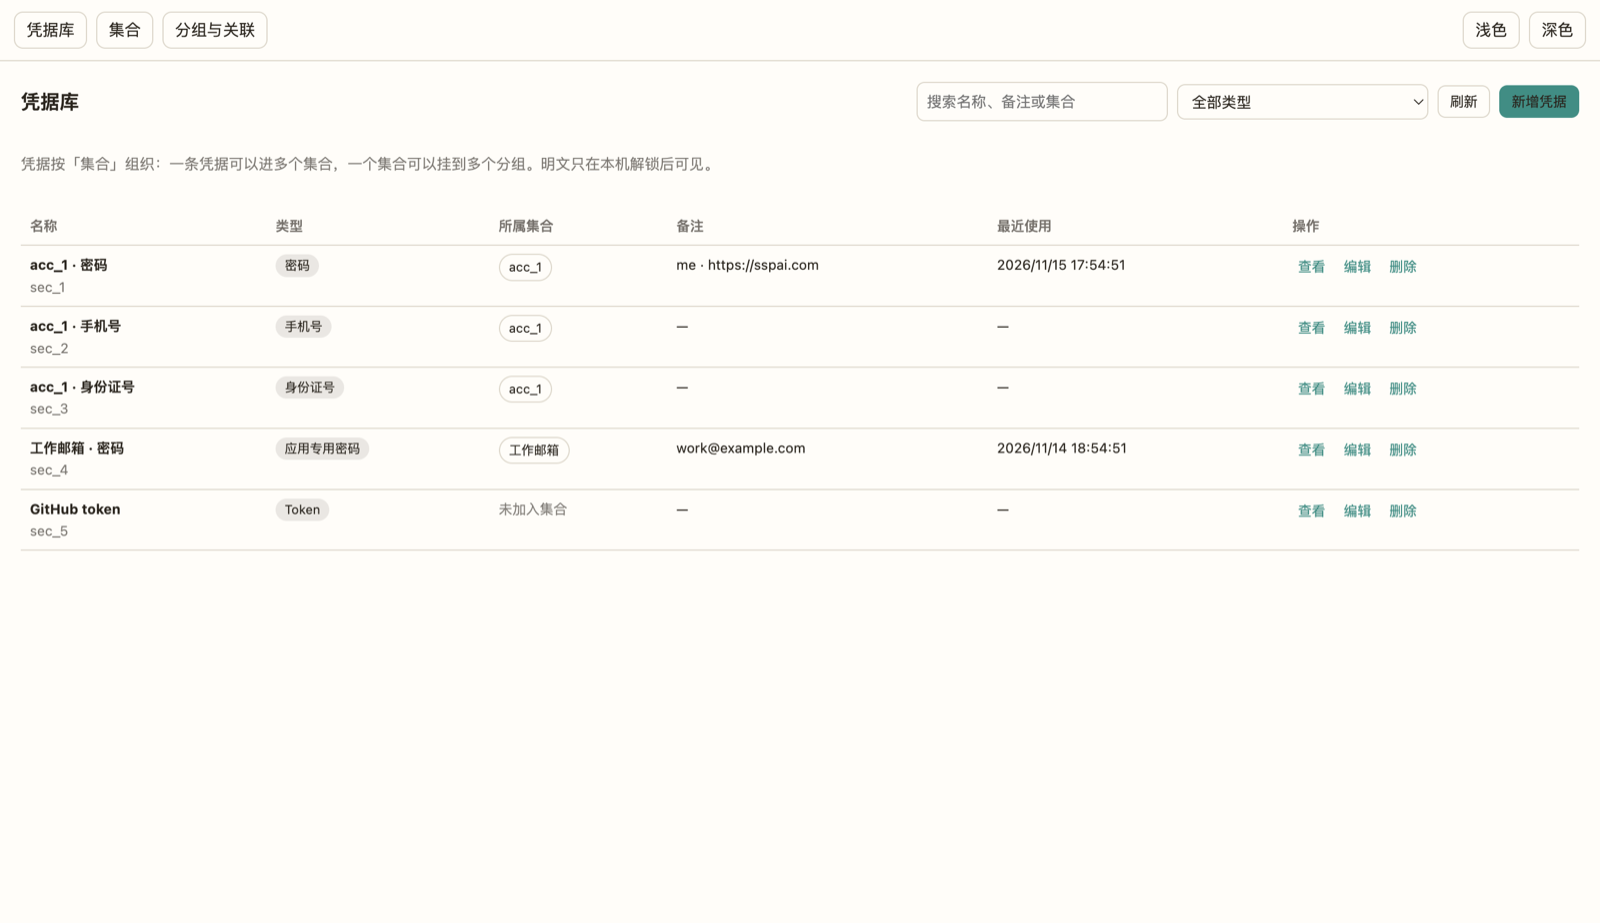 凭据库 集合 分组与关联 浅色 深色
凭据库 搜索名称、备注或集合 全部类型 刷新 新增凭据
凭据按「集合」组织：一条凭据可以进多个集合，一个集合可以挂到多个分组。明文只在本机解锁后可见。
名称 类型 所属集合 备注 最近使用 操作
acc_1 · 密码 密码 acc_1 me · https://sspai.com 2026/11/15 17:54:51 查看 编辑 删除
sec_1
acc_1 · 手机号 手机号 acc_1 — — 查看 编辑 删除
sec_2
acc_1 · 身份证号 身份证号 acc_1 — — 查看 编辑 删除
sec_3
工作邮箱 · 密码 应用专用密码 工作邮箱 work@example.com 2026/11/14 18:54:51 查看 编辑 删除
sec_4
GitHub token Token 未加入集合 — — 查看 编辑 删除
sec_5